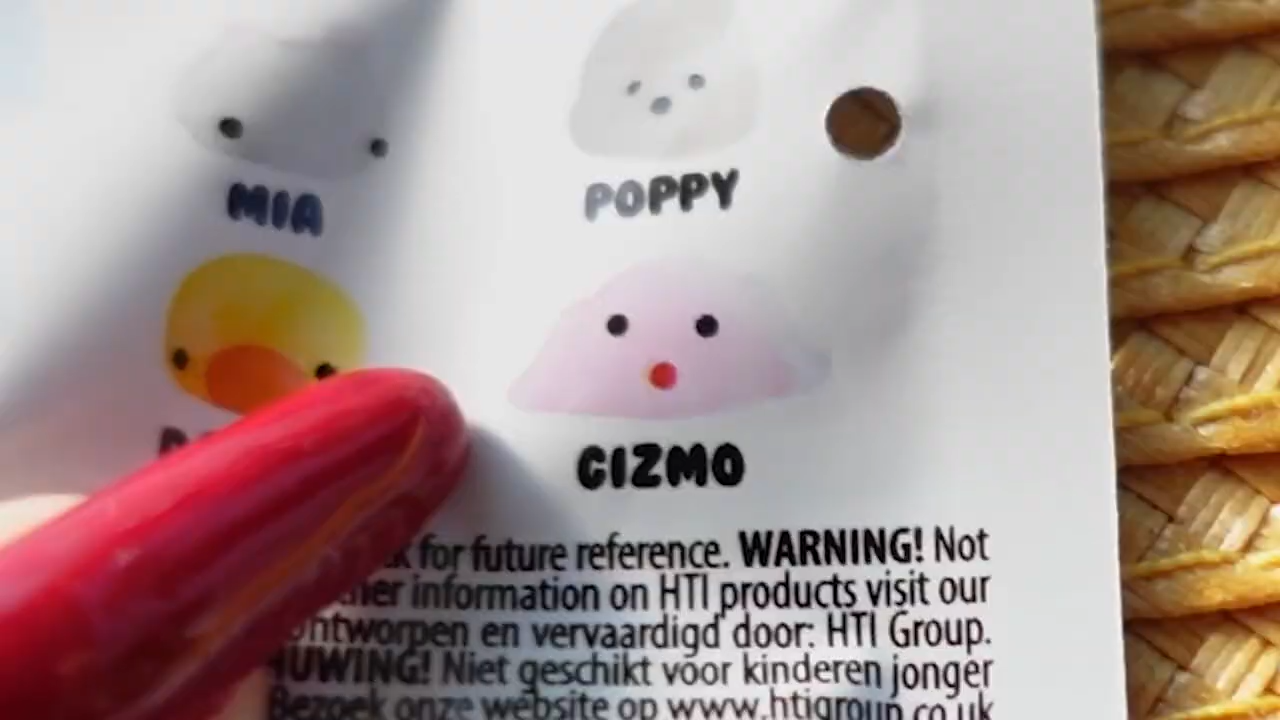 MIA
POPPY
GIZMO
for future reference. WARNING! Not
information on HTI products visit our
ontworpen en vervaardigd door: HTI Group.
Niet geschikt voor kinderen jonger
Bezoek onze website op www.htigroup.co.uk